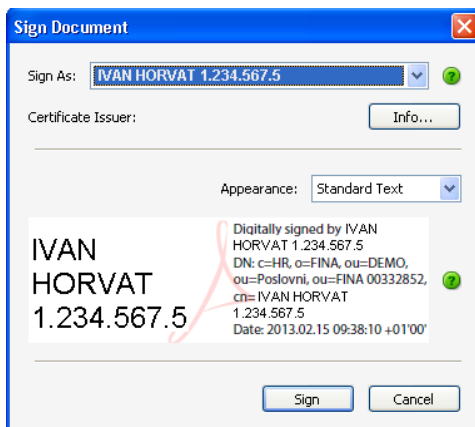 Sign Document
Sign As: IVAN HORVAT 1.234.567.5
Certificate Issuer: Info...
Appearance: Standard Text
IVAN
HORVAT
1.234.567.5
Digitally signed by IVAN
HORVAT 1.234.567.5
DN: c=HR, o=FINA, ou=DEMO,
ou=Poslovni, ou=FINA 00332852,
cn=IVAN HORVAT
1.234.567.5
Date: 2013.02.15 09:38:10 +01'00'
Sign Cancel